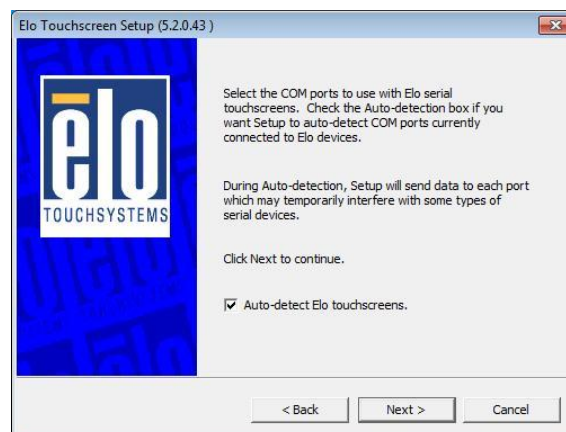 Elo Touchscreen Setup (5.2.0.43 )
elo
TOUCHSYSTEMS
Select the COM ports to use with Elo serial
touchscreens. Check the Auto-detection box if you
want Setup to auto-detect COM ports currently
connected to Elo devices.
During Auto-detection, Setup will send data to each port
which may temporarily interfere with some types of
serial devices.
Click Next to continue.
Auto-detect Elo touchscreens.
< Back
Next >
Cancel